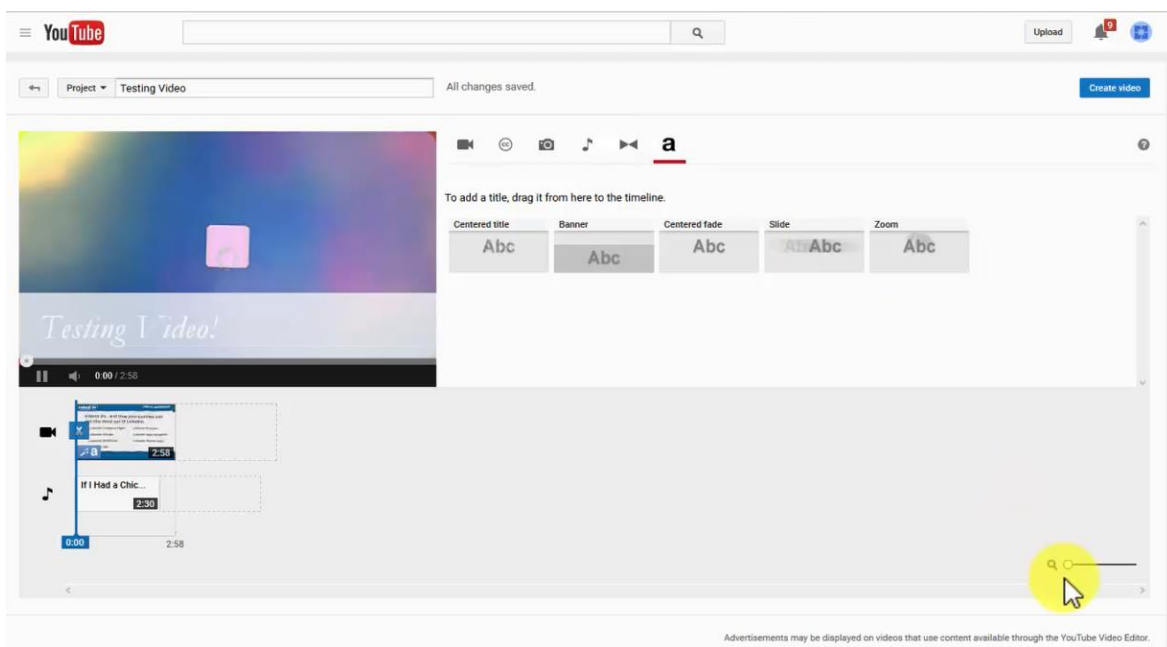 You Tube
Upload
9
Project
Testing Video
All changes saved.
Create video
cc
a
?
To add a title, drag it from here to the timeline.
Centered title Banner Centered fade Slide Zoom
Abc Abc Abc Abc Abc
Testing Video!
0:00 / 2:58
a 2:58
If I Had a Chic...
2:30
0:00 2:58
Advertisements may be displayed on videos that use content available through the YouTube Video Editor.